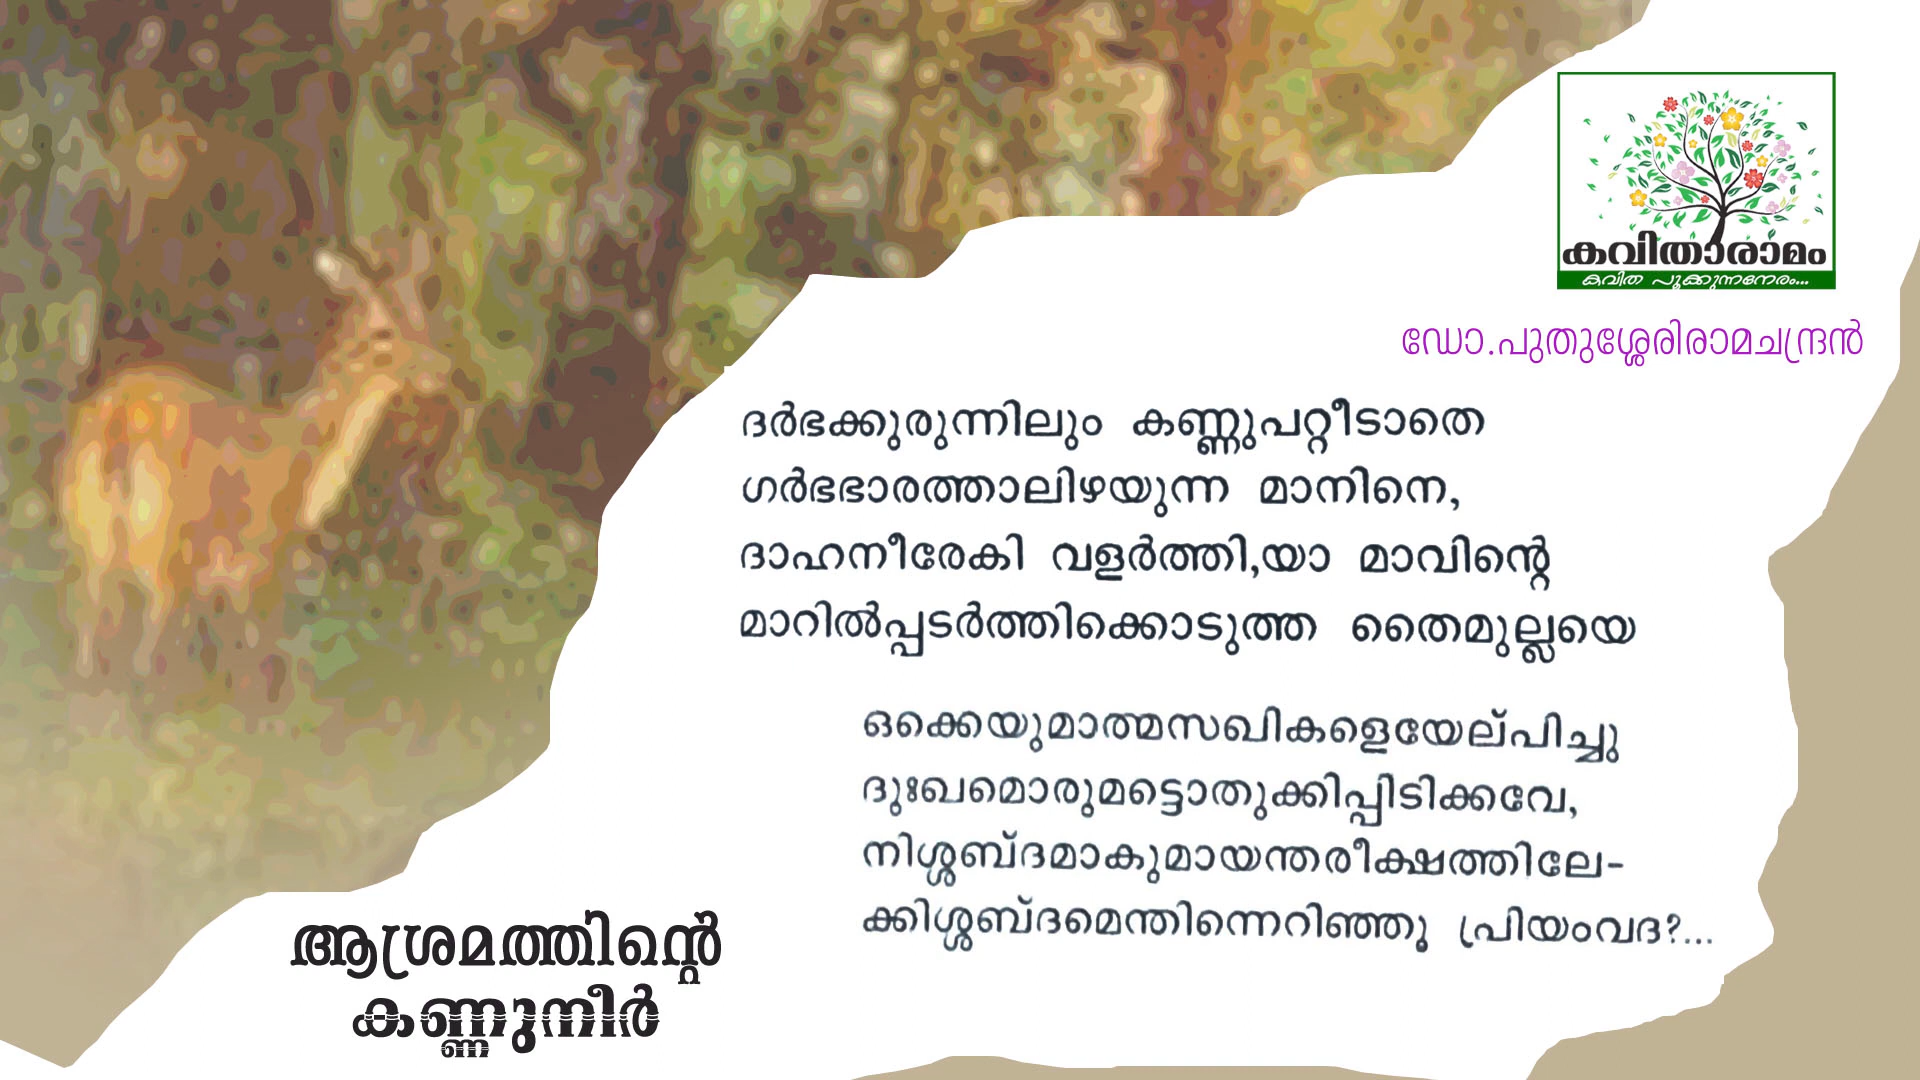 കവിതാരാമം
കവിത പൂക്കുന്നനേരം...
ഡോ.പുതുശ്ശേരിരാമചന്ദ്രൻ
ദർഭക്കുരുന്നിലും കണ്ണുപറ്റീടാതെ
ഗർഭഭാരത്താലിഴയുന്ന മാനിനെ,
ദാഹനീരേകി വളർത്തി,യാ മാവിന്റെ
മാറിൽപ്പടർത്തിക്കൊടുത്ത തൈമുല്ലയെ
ഒക്കെയുമാത്മസഖികളെയേല്പിച്ചു
ദുഃഖമൊരുമട്ടൊതുക്കിപ്പിടിക്കവേ,
നിശ്ശബ്ദമാകുമായന്തരീക്ഷത്തിലേ-
ക്കിശ്ശബ്ദമെന്തിന്നെറിഞ്ഞൂ പ്രിയംവദ?...
ആശ്രമത്തിന്റെ
കണ്ണുനീർ